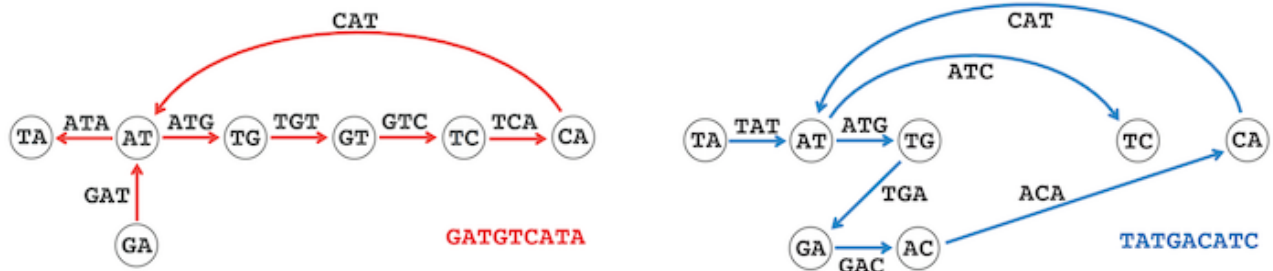 CAT
TA ATA AT ATG TG TGT GT GTC TC TCA CA
GAT
GA
GATGTCATA
CAT
ATC
TA TAT AT ATG TG TC CA
TGA
ACA
GA GAC AC
TATGACATC